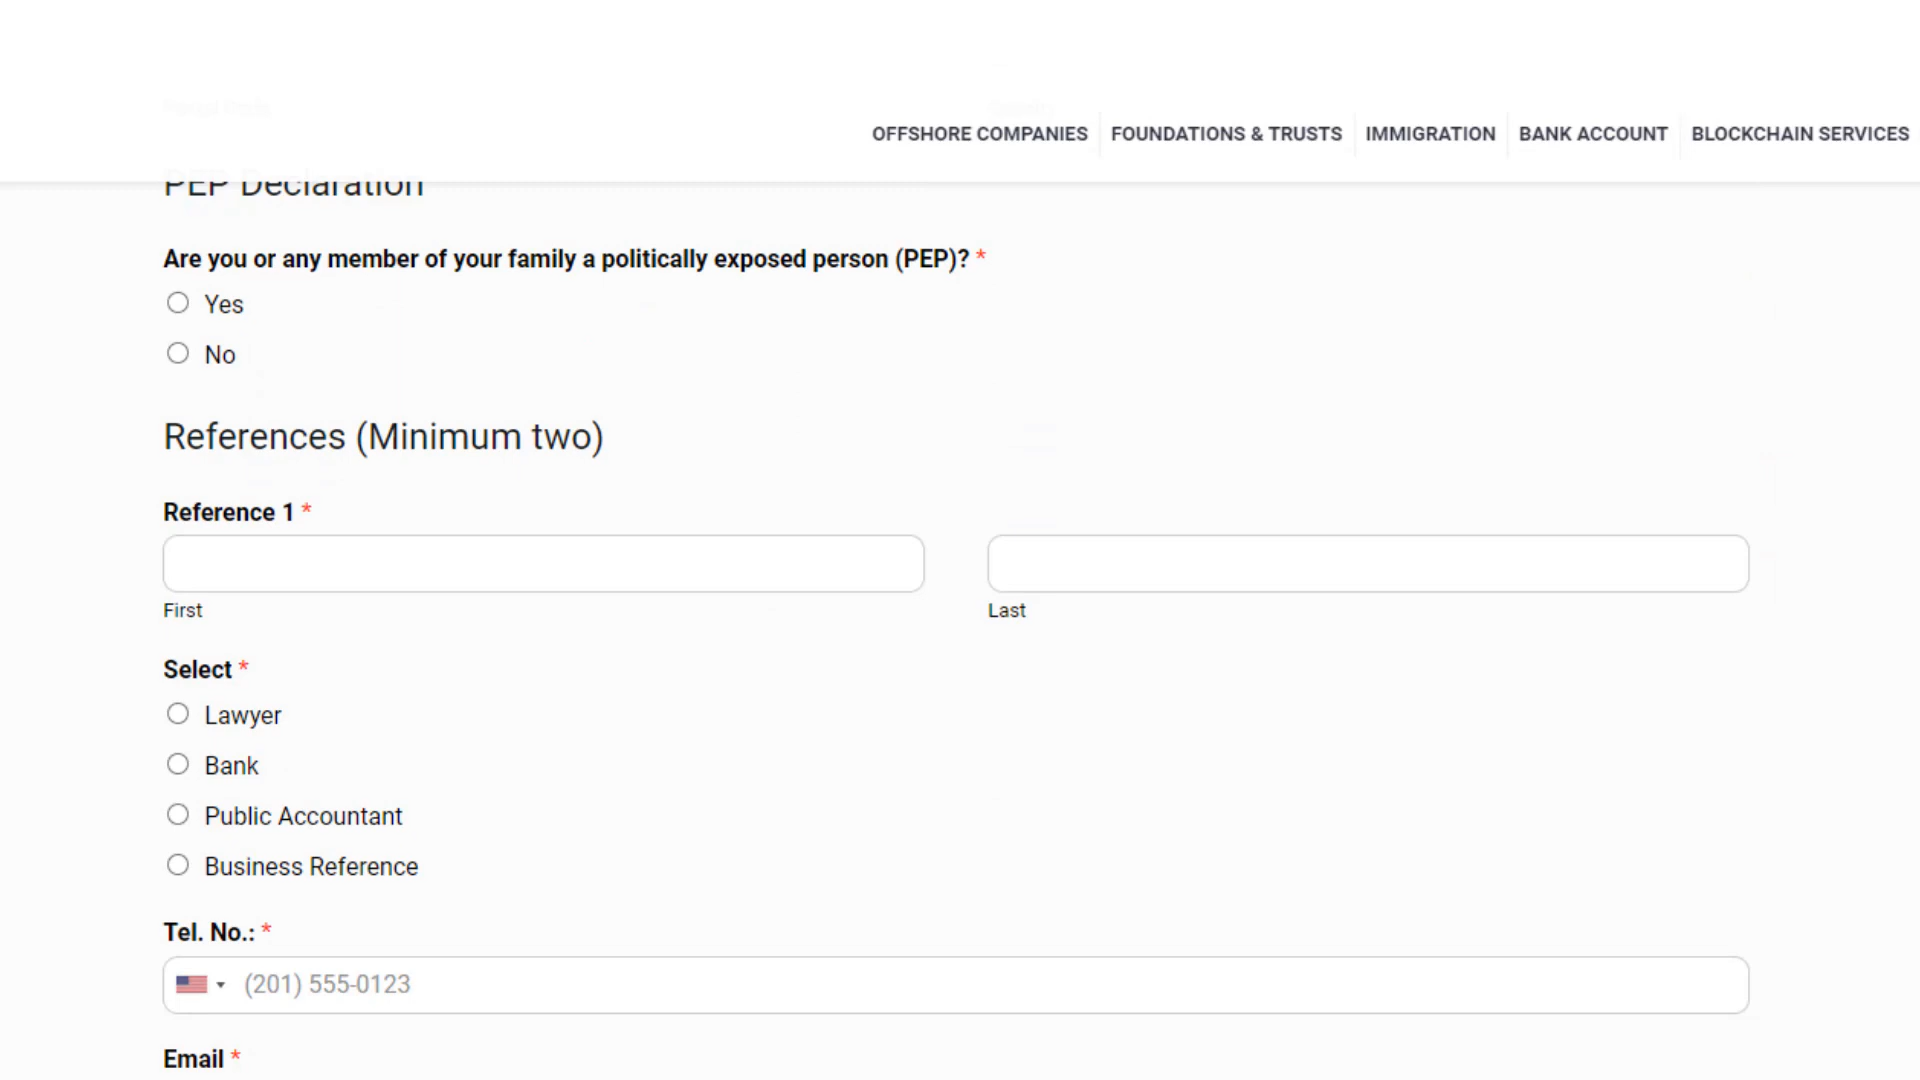 OFFSHORE COMPANIES FOUNDATIONS & TRUSTS IMMIGRATION BANK ACCOUNT BLOCKCHAIN SERVICES
PEP Declaration
Are you or any member of your family a politically exposed person (PEP)? *
Yes
No
References (Minimum two)
Reference 1 *
First Last
Select *
Lawyer
Bank
Public Accountant
Business Reference
Tel. No.: *
(201) 555-0123
Email *